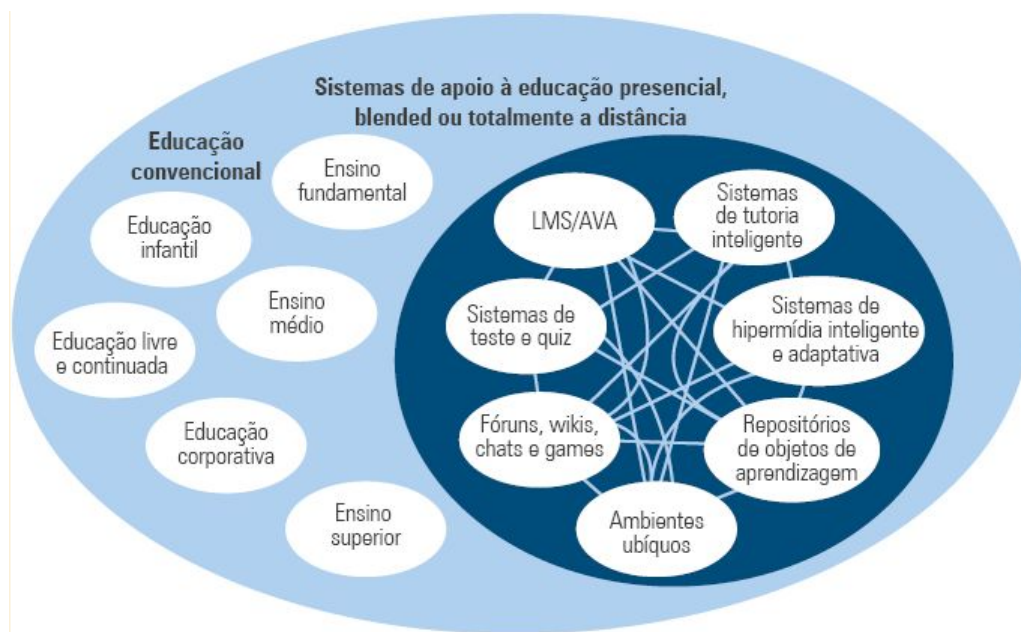 Sistemas de apoio à educação presencial,
blended ou totalmente a distância
Educação
convencional
Ensino
fundamental
Educação
infantil
Ensino
médio
Educação livre
e continuada
Educação
corporativa
Ensino
superior
LMS/AVA
Sistemas
de tutoria
inteligente
Sistemas de
teste e quiz
Sistemas de
hipermídia inteligente
e adaptativa
Fóruns, wikis,
chats e games
Repositórios
de objetos de
aprendizagem
Ambientes
ubíquos